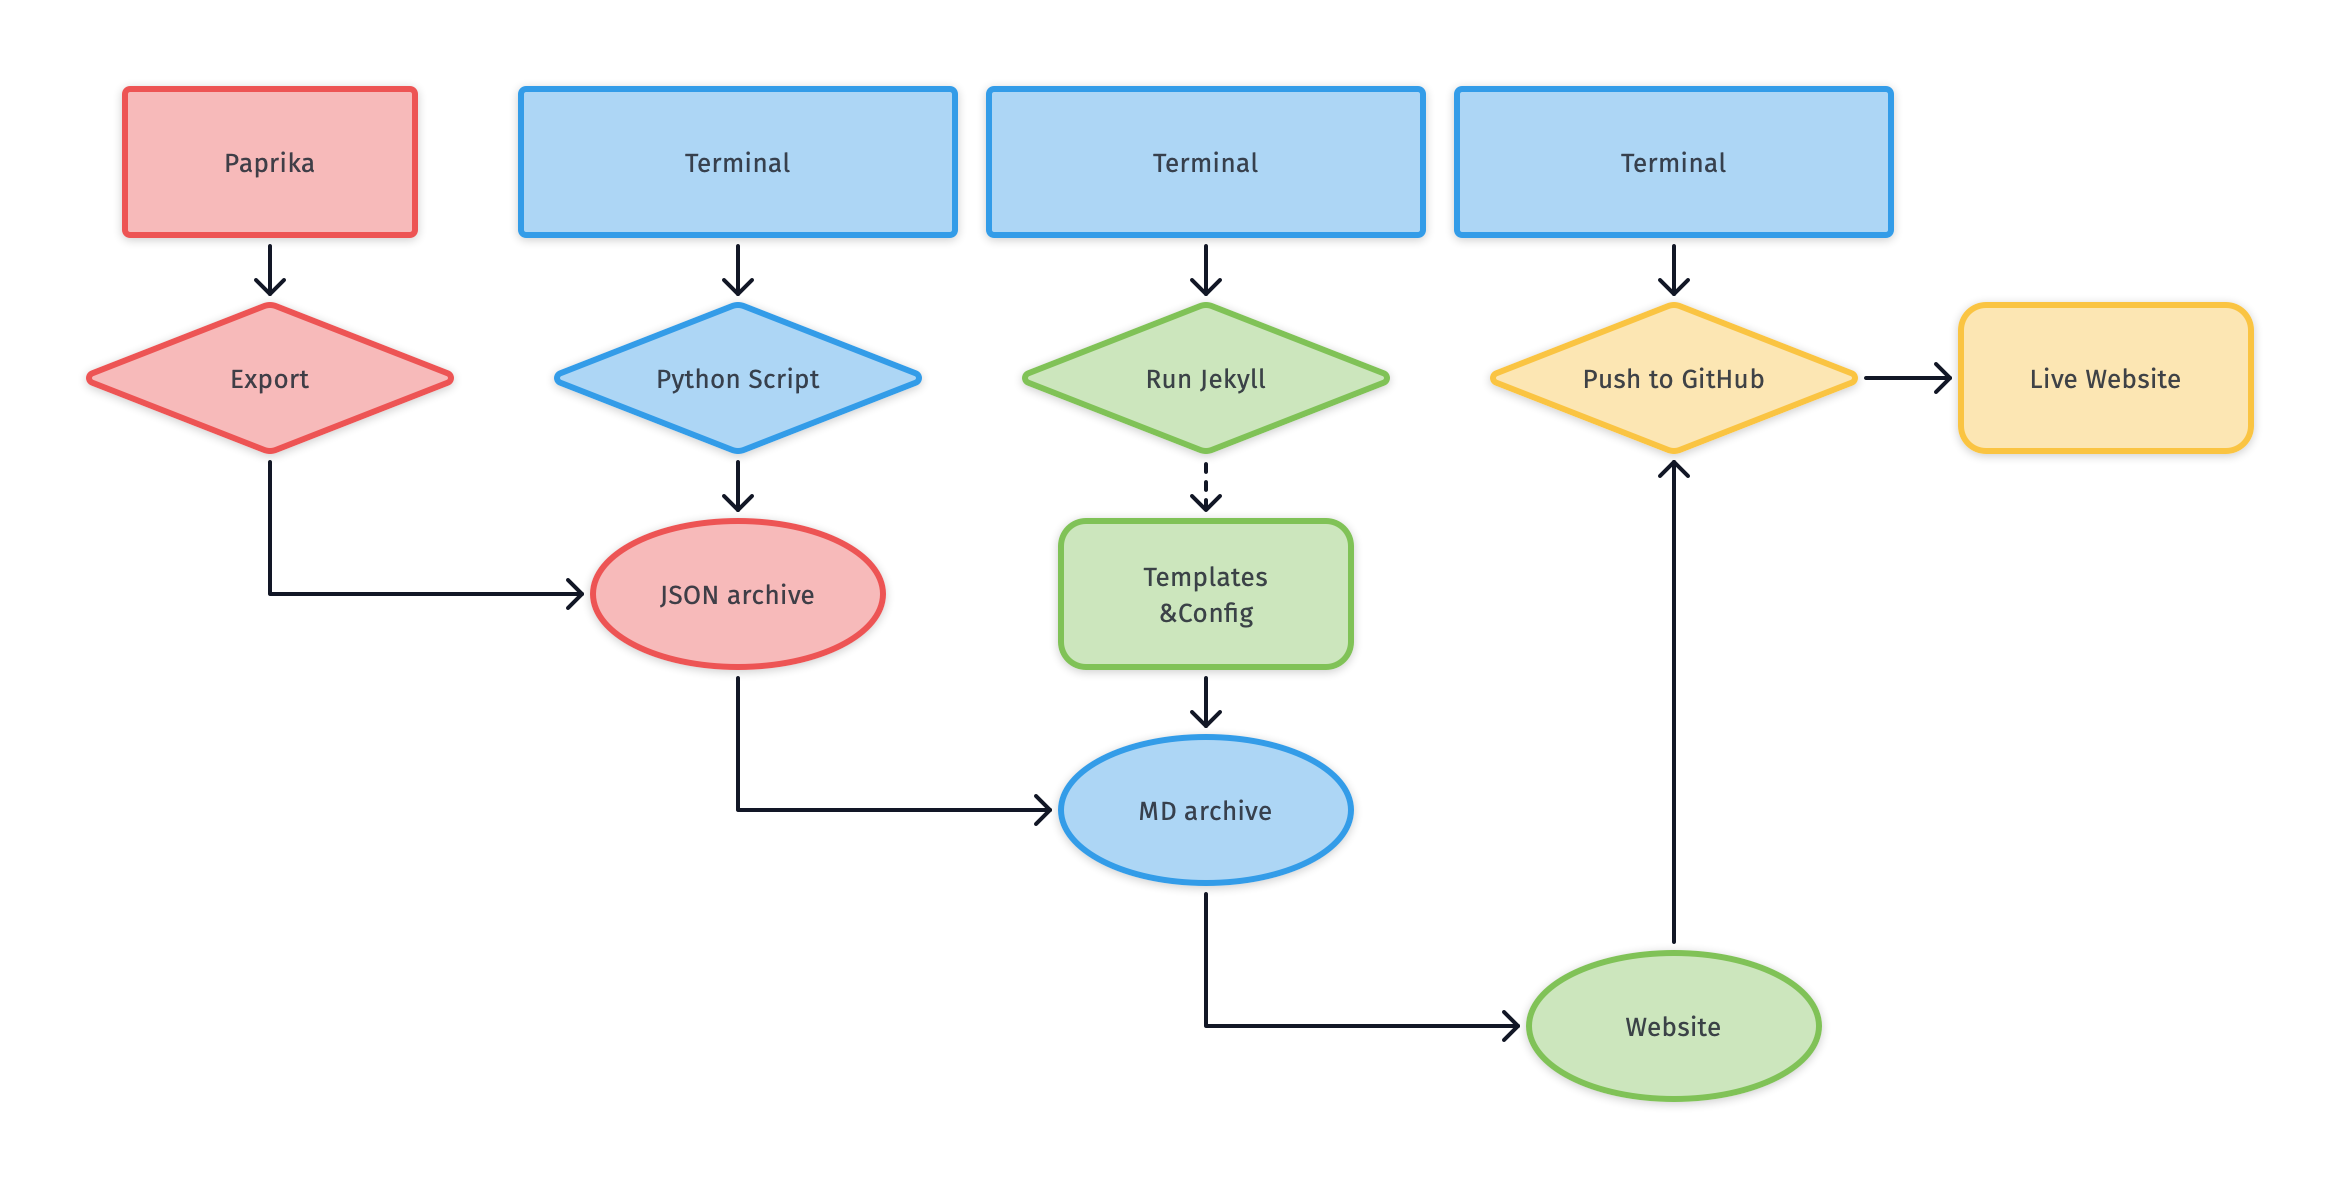 Paprika
Terminal
Terminal
Terminal
Export
Python Script
Run Jekyll
Push to GitHub
Live Website
JSON archive
Templates
&Config
MD archive
Website